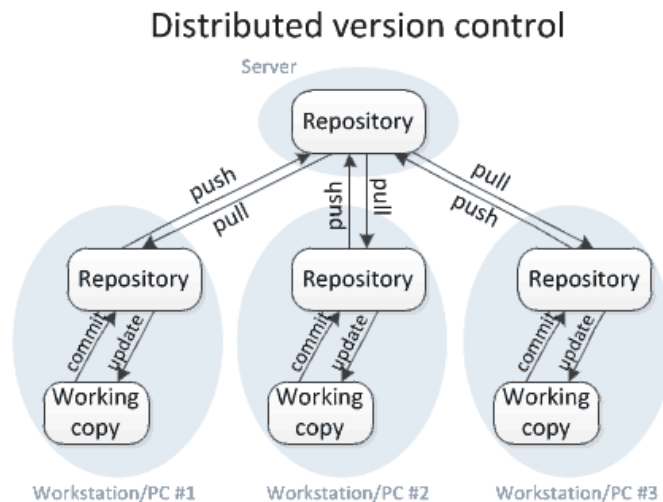 Distributed version control
Server
Repository
push
pull
push
pull
pull
push
Repository
Repository
Repository
commit
update
commit
update
commit
update
Working
copy
Working
copy
Working
copy
Workstation/PC #1
Workstation/PC #2
Workstation/PC #3